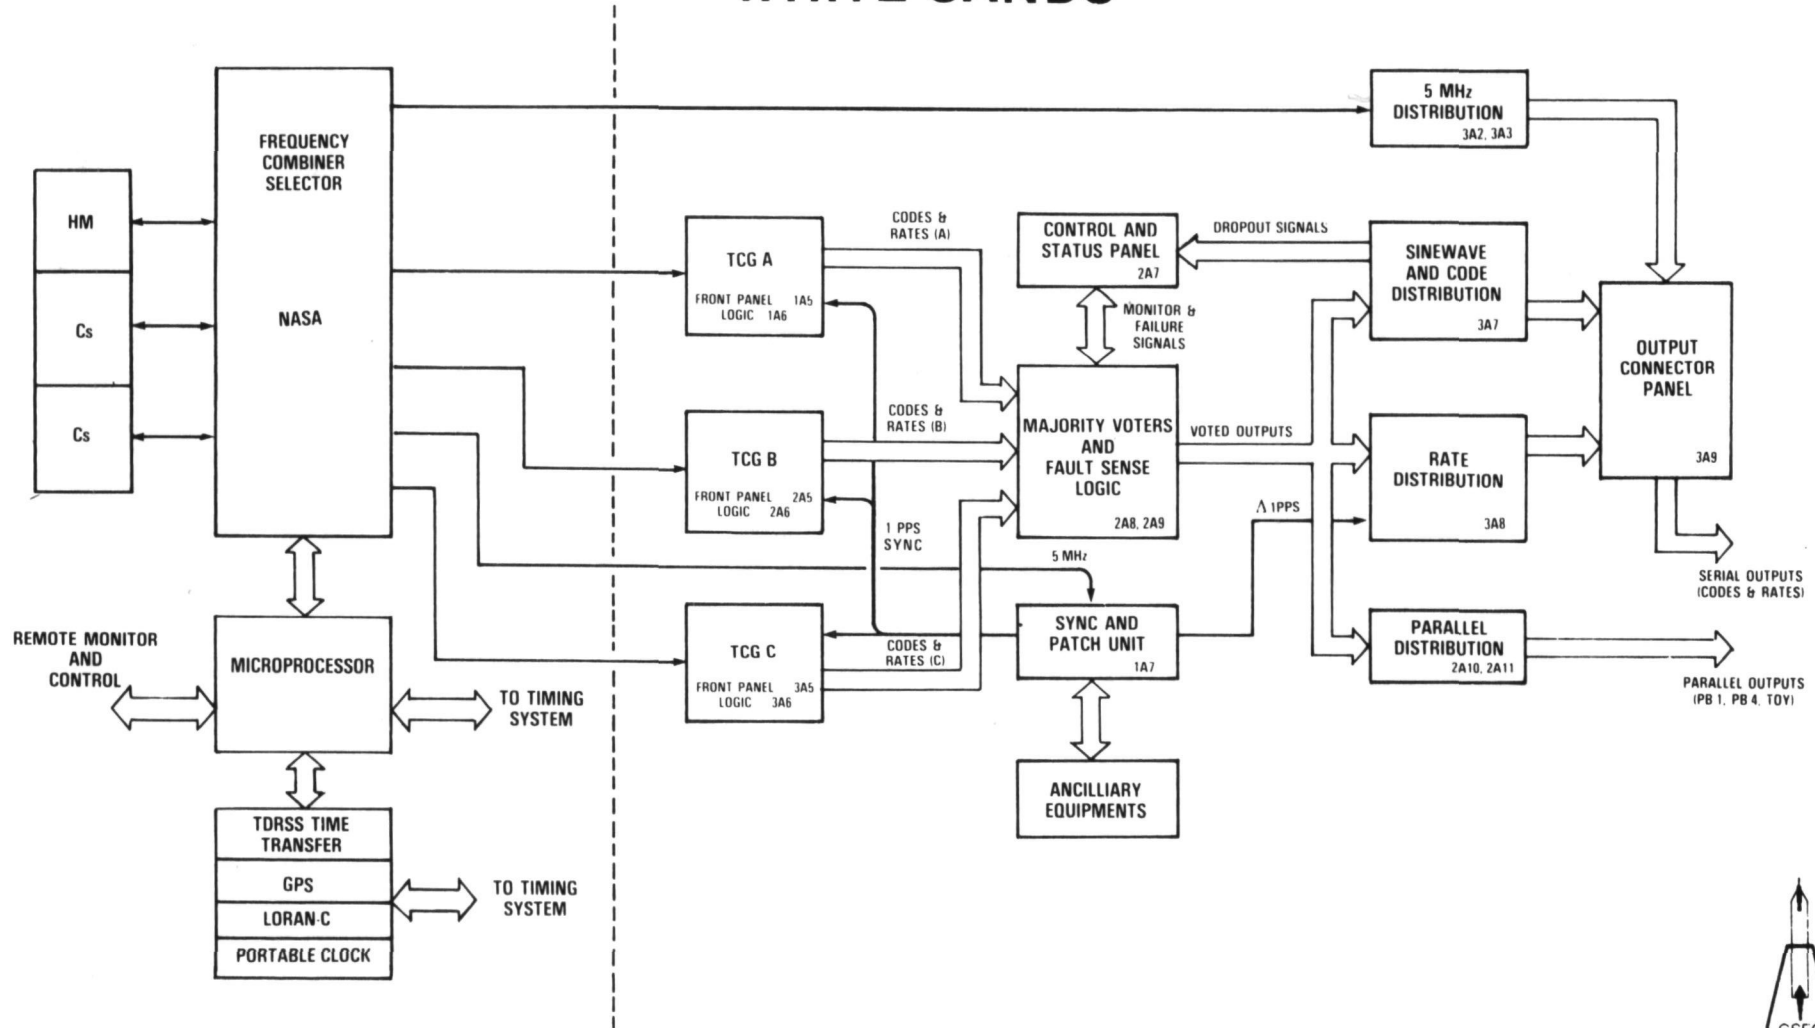 FREQUENCY
COMBINER
SELECTOR
NASA
HM
Cs
Cs
REMOTE MONITOR
AND
CONTROL
MICROPROCESSOR
TO TIMING
SYSTEM
TDRSS TIME
TRANSFER
GPS
LORAN-C
PORTABLE CLOCK
TO TIMING
SYSTEM
TCG A
FRONT PANEL 1A5
LOGIC 1A6
CODES &
RATES (A)
TCG B
FRONT PANEL 2A5
LOGIC 2A6
CODES &
RATES (B)
1 PPS
SYNC
TCG C
FRONT PANEL 3A5
LOGIC 3A6
CODES &
RATES (C)
CONTROL AND
STATUS PANEL
2A7
MONITOR &
FAILURE
SIGNALS
DROPOUT SIGNALS
MAJORITY VOTERS
AND
FAULT SENSE
LOGIC
2A8, 2A9
VOTED OUTPUTS
5 MHz
SYNC AND
PATCH UNIT
1A7
Λ 1PPS
ANCILLIARY
EQUIPMENTS
5 MHz
DISTRIBUTION
3A2, 3A3
SINEWAVE
AND CODE
DISTRIBUTION
3A7
RATE
DISTRIBUTION
3A8
PARALLEL
DISTRIBUTION
2A10, 2A11
OUTPUT
CONNECTOR
PANEL
3A9
SERIAL OUTPUTS
(CODES & RATES)
PARALLEL OUTPUTS
(PB 1, PB 4, TOY)